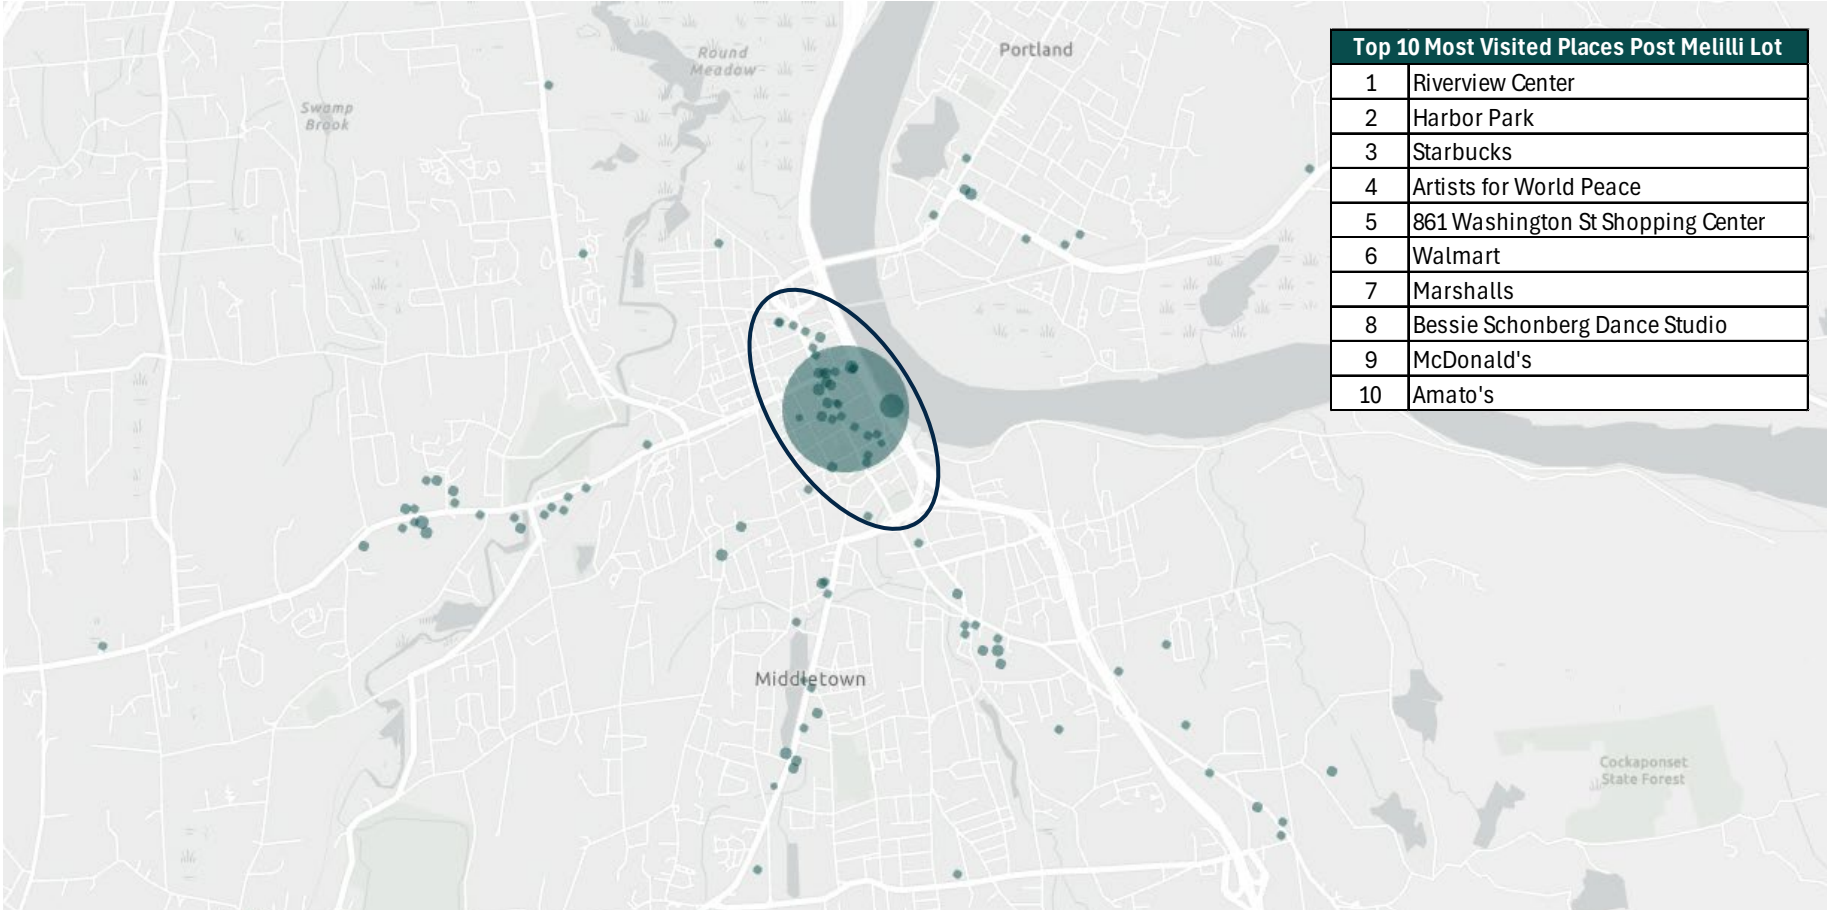 Round
Meadow
Portland
Swamp
Brook
Middletown
Cockaponset
State Forest
Top 10 Most Visited Places Post Melilli Lot
1 Riverview Center
2 Harbor Park
3 Starbucks
4 Artists for World Peace
5 861 Washington St Shopping Center
6 Walmart
7 Marshalls
8 Bessie Schonberg Dance Studio
9 McDonald's
10 Amato's